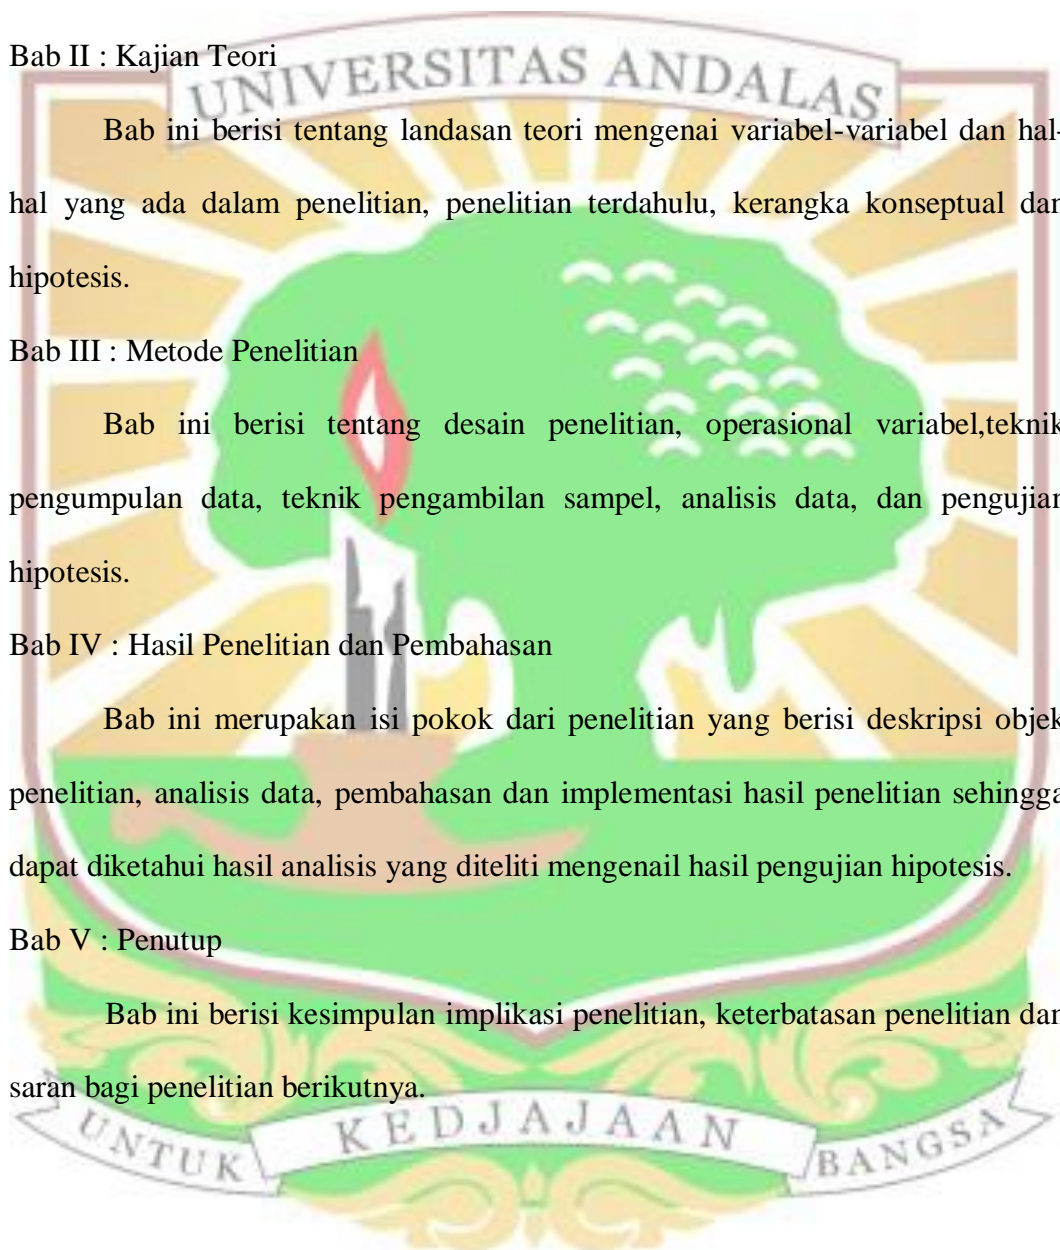 Bab II : Kajian Teori
UNIVERSITAS ANDALAS
Bab ini berisi tentang landasan teori mengenai variabel-variabel dan hal-
hal yang ada dalam penelitian, penelitian terdahulu, kerangka konseptual dan
hipotesis.
Bab III : Metode Penelitian
Bab ini berisi tentang desain penelitian, operasional variabel,teknik
pengumpulan data, teknik pengambilan sampel, analisis data, dan pengujian
hipotesis.
Bab IV : Hasil Penelitian dan Pembahasan
Bab ini merupakan isi pokok dari penelitian yang berisi deskripsi objek
penelitian, analisis data, pembahasan dan implementasi hasil penelitian sehingga
dapat diketahui hasil analisis yang diteliti mengenail hasil pengujian hipotesis.
Bab V : Penutup
Bab ini berisi kesimpulan implikasi penelitian, keterbatasan penelitian dan
saran bagi penelitian berikutnya.
UNTUK KEDJAJAAN BANGSA